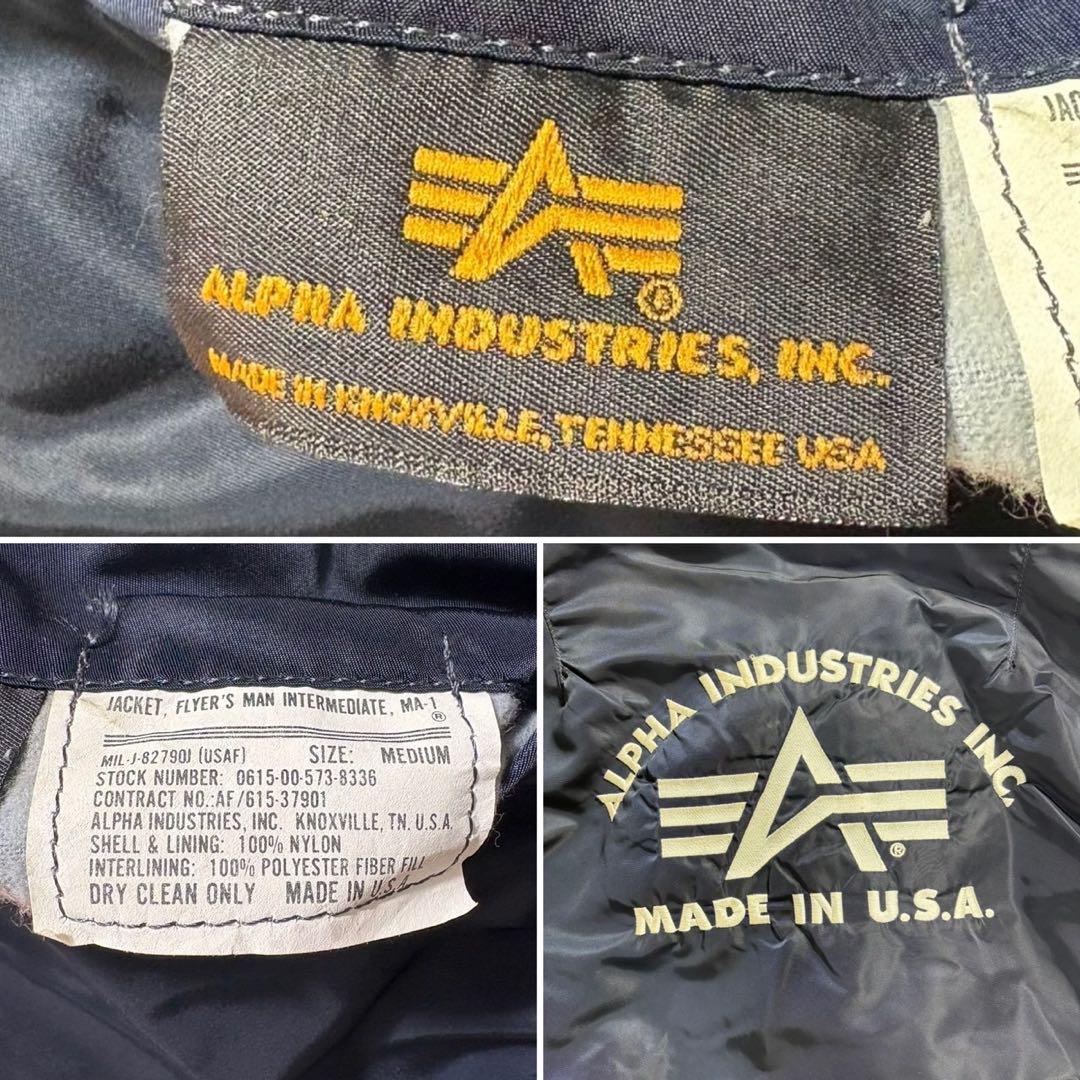 ®
ALPHA INDUSTRIES, INC.
MADE IN KNOXVILLE, TENNESSEE USA
JAC
JACKET, FLYER'S MAN INTERMEDIATE, MA-1
®
MIL-J-8279OJ (USAF) SIZE: MEDIUM
STOCK NUMBER: 0615-00-573-8336
CONTRACT NO.:AF/615-37901
ALPHA INDUSTRIES, INC. KNOXVILLE, TN. U.S.A.
SHELL & LINING: 100% NYLON
INTERLINING: 100% POLYESTER FIBER FILL
DRY CLEAN ONLY MADE IN U.S.A.
ALPHA INDUSTRIES INC.
®
MADE IN U.S.A.